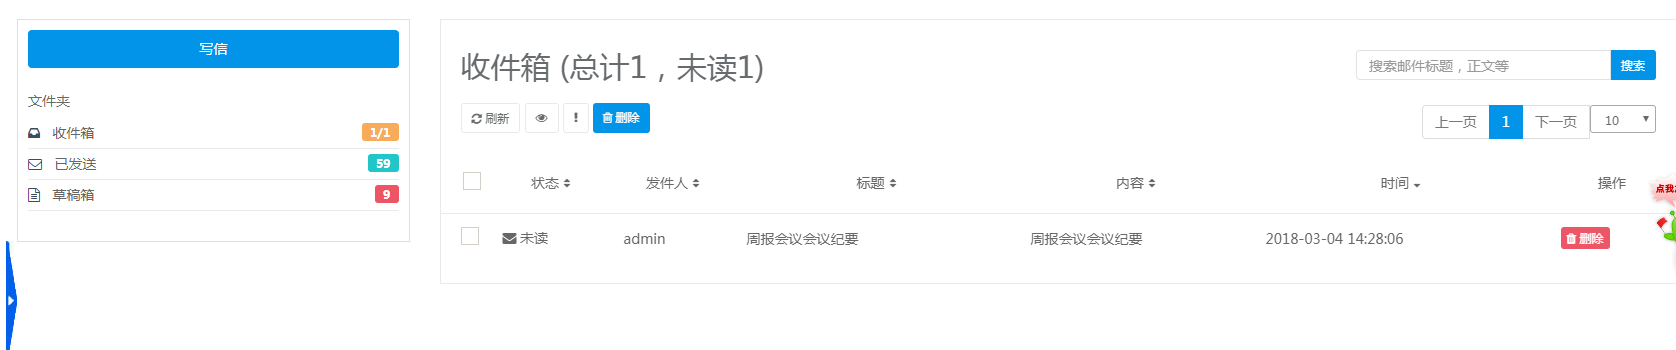 写信
文件夹
收件箱 1/1
已发送 59
草稿箱 9
收件箱 (总计1，未读1)
搜索邮件标题，正文等 搜索
刷新 ! 删除
上一页 1 下一页 10
状态 发件人 标题 内容 时间 操作
未读 admin 周报会议会议纪要 周报会议会议纪要 2018-03-04 14:28:06 删除
点我